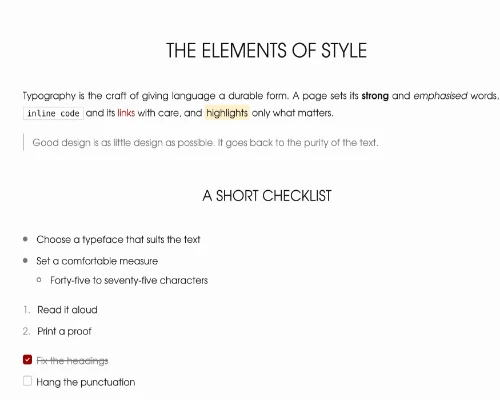 THE ELEMENTS OF STYLE
Typography is the craft of giving language a durable form. A page sets its strong and emphasised words,
inline code and its links with care, and highlights only what matters.
Good design is as little design as possible. It goes back to the purity of the text.
A SHORT CHECKLIST
Choose a typeface that suits the text
Set a comfortable measure
Forty-five to seventy-five characters
1. Read it aloud
2. Print a proof
Fix the headings
Hang the punctuation